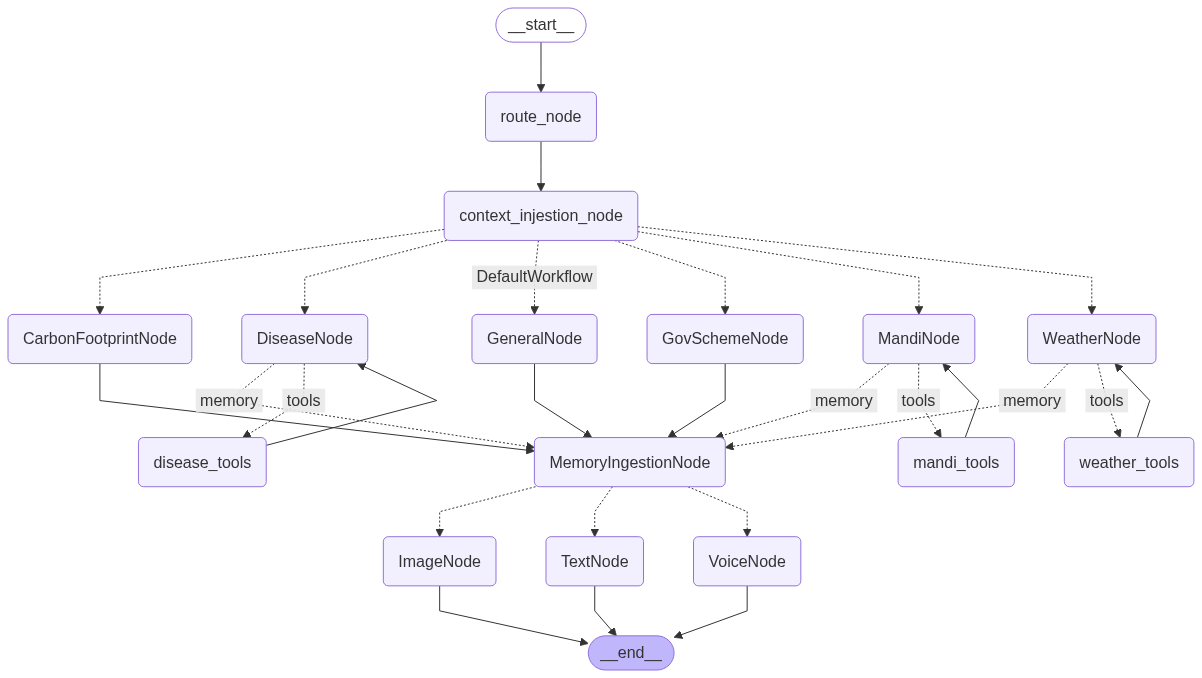 __start__
route_node
context_injestion_node
DefaultWorkflow
CarbonFootprintNode
DiseaseNode
GeneralNode
GovSchemeNode
MandiNode
WeatherNode
memory
tools
memory
tools
memory
tools
disease_tools
MemoryIngestionNode
mandi_tools
weather_tools
ImageNode
TextNode
VoiceNode
__end__